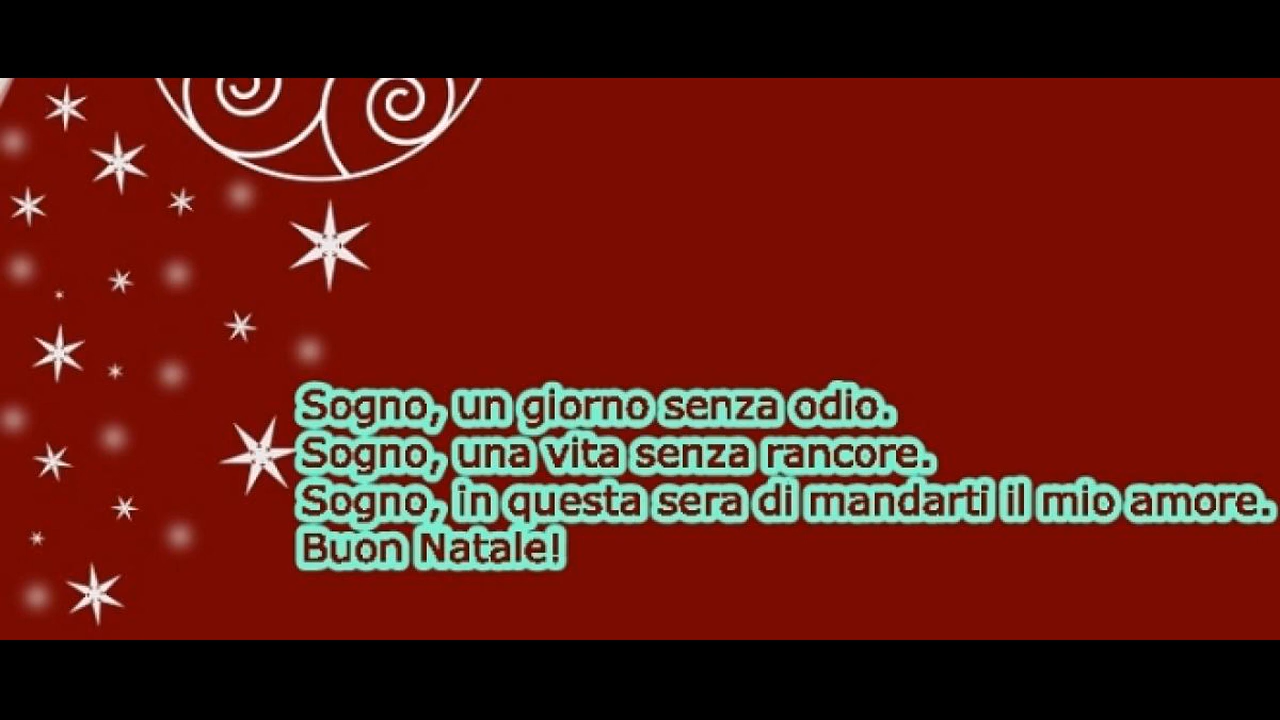 Sogno, un giorno senza odio.
Sogno, una vita senza rancore.
Sogno, in questa sera di mandarti il mio amore.
Buon Natale!